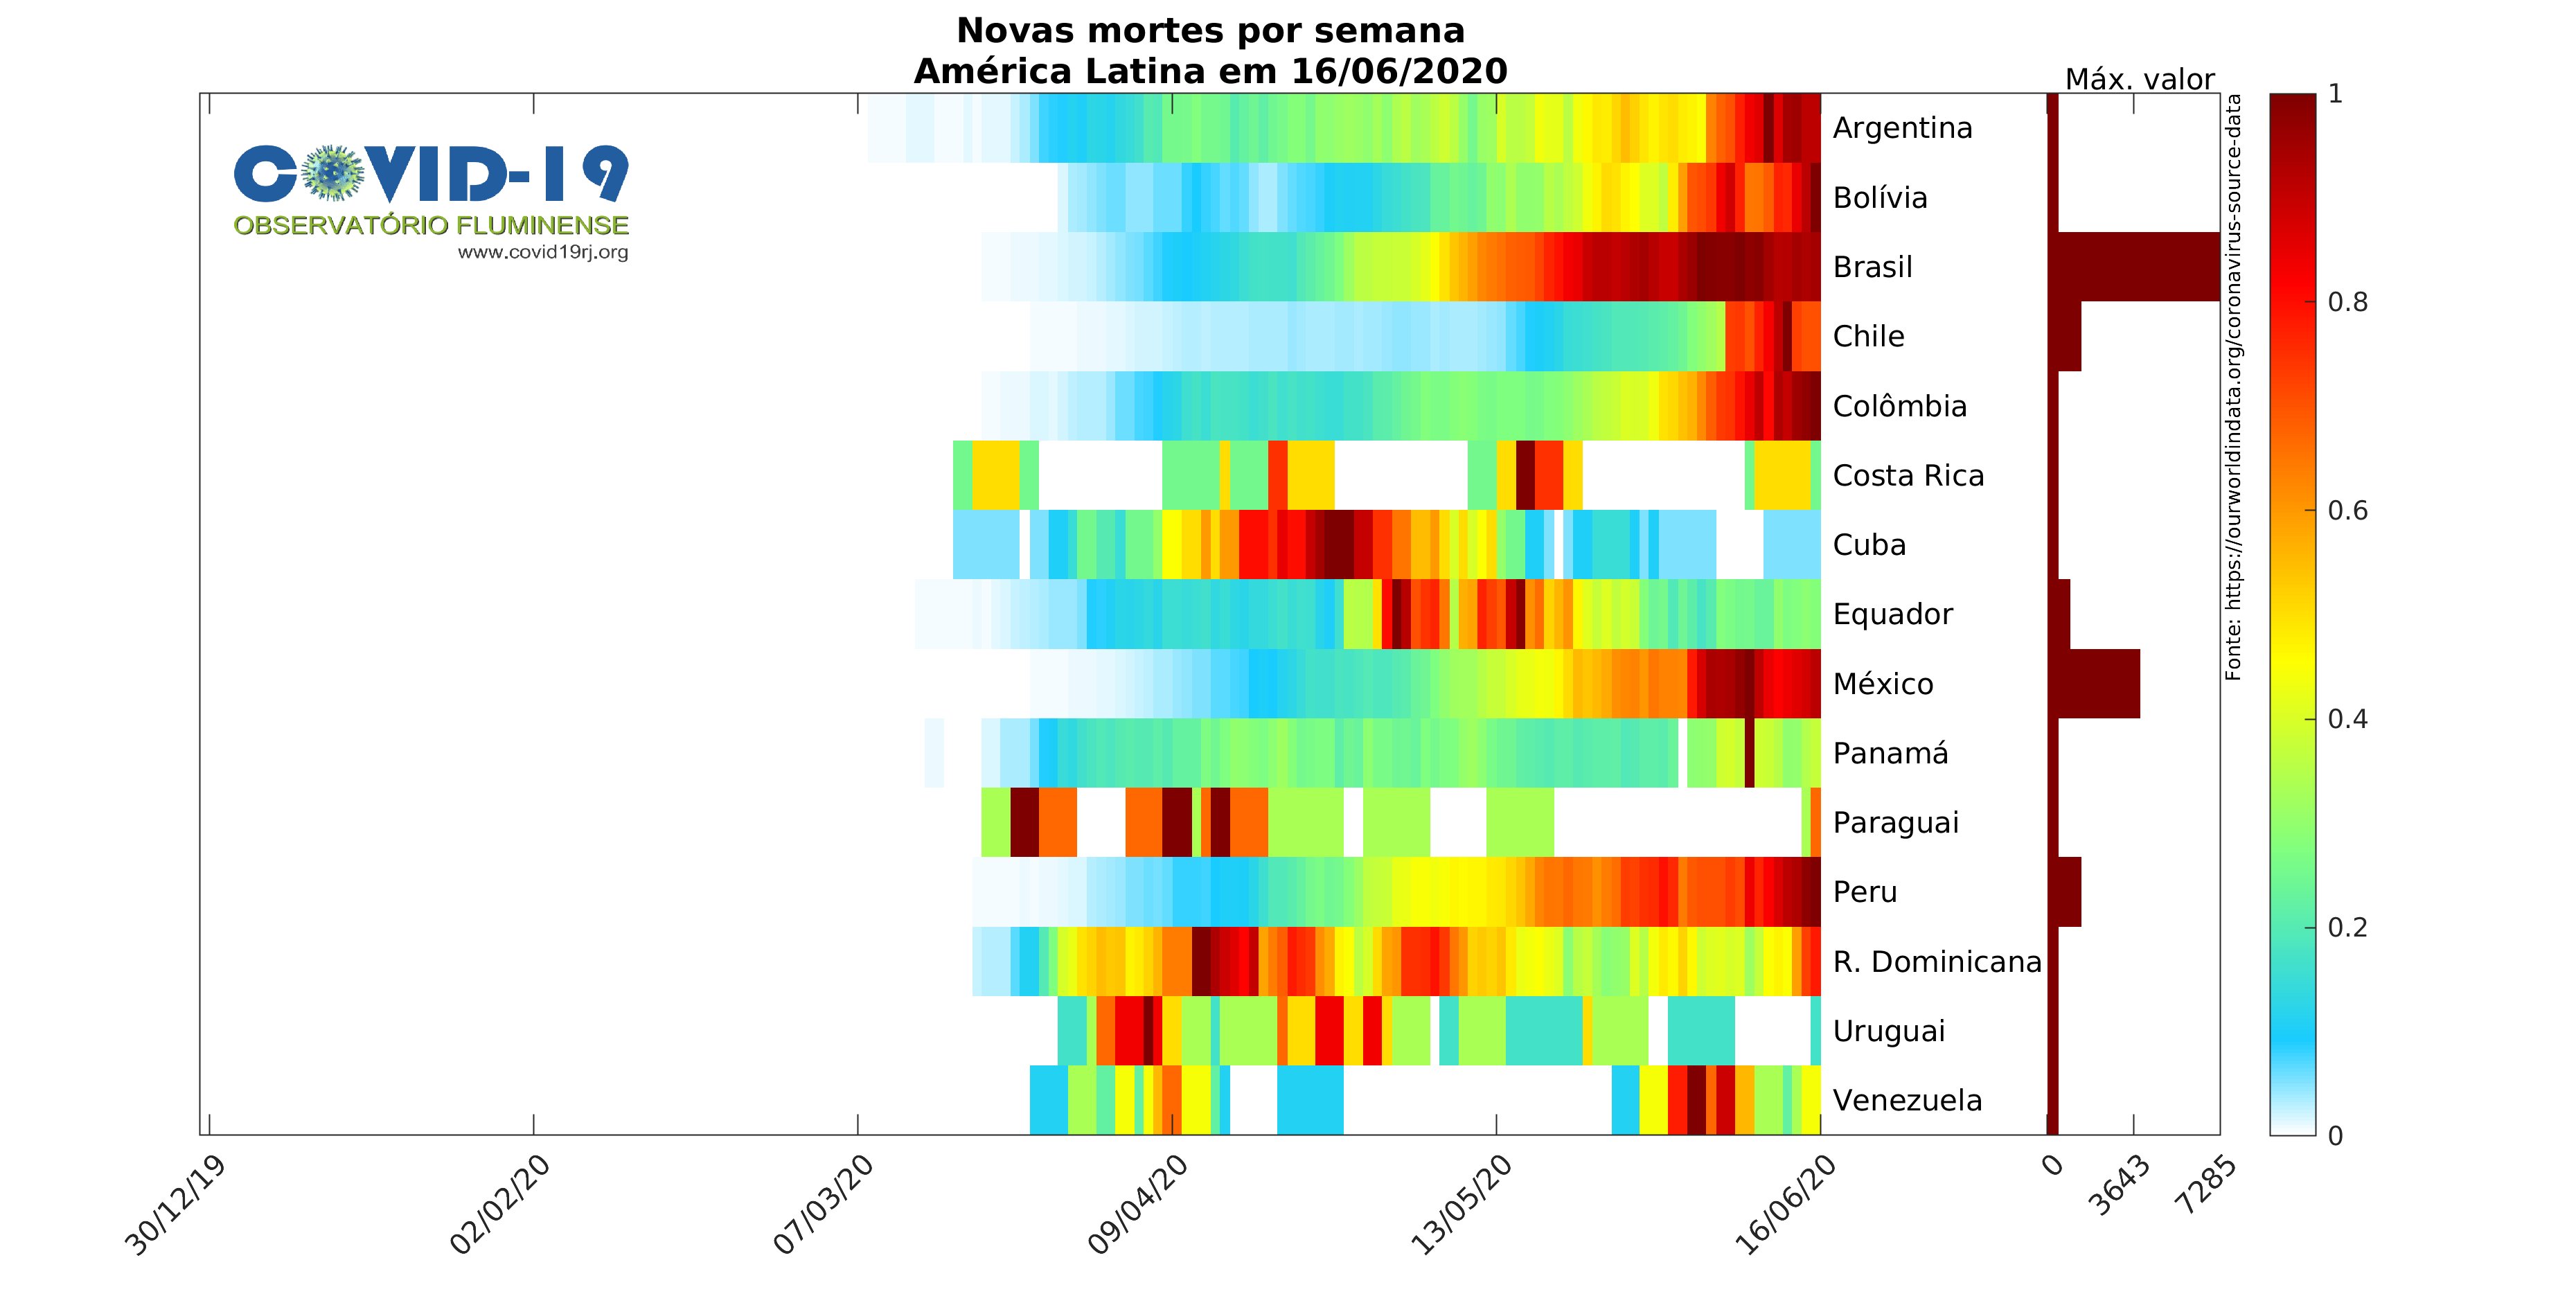 Novas mortes por semana
América Latina em 16/06/2020
Máx. valor
COVID-19
OBSERVATÓRIO FLUMINENSE
www.covid19rj.org
Argentina
Bolívia
Brasil
Chile
Colômbia
Costa Rica
Cuba
Equador
México
Panamá
Paraguai
Peru
R. Dominicana
Uruguai
Venezuela
30/12/19
02/02/20
07/03/20
09/04/20
13/05/20
16/06/20
0
3643
7285
Fonte: https://ourworldindata.org/coronavirus-source-data
1
0.8
0.6
0.4
0.2
0